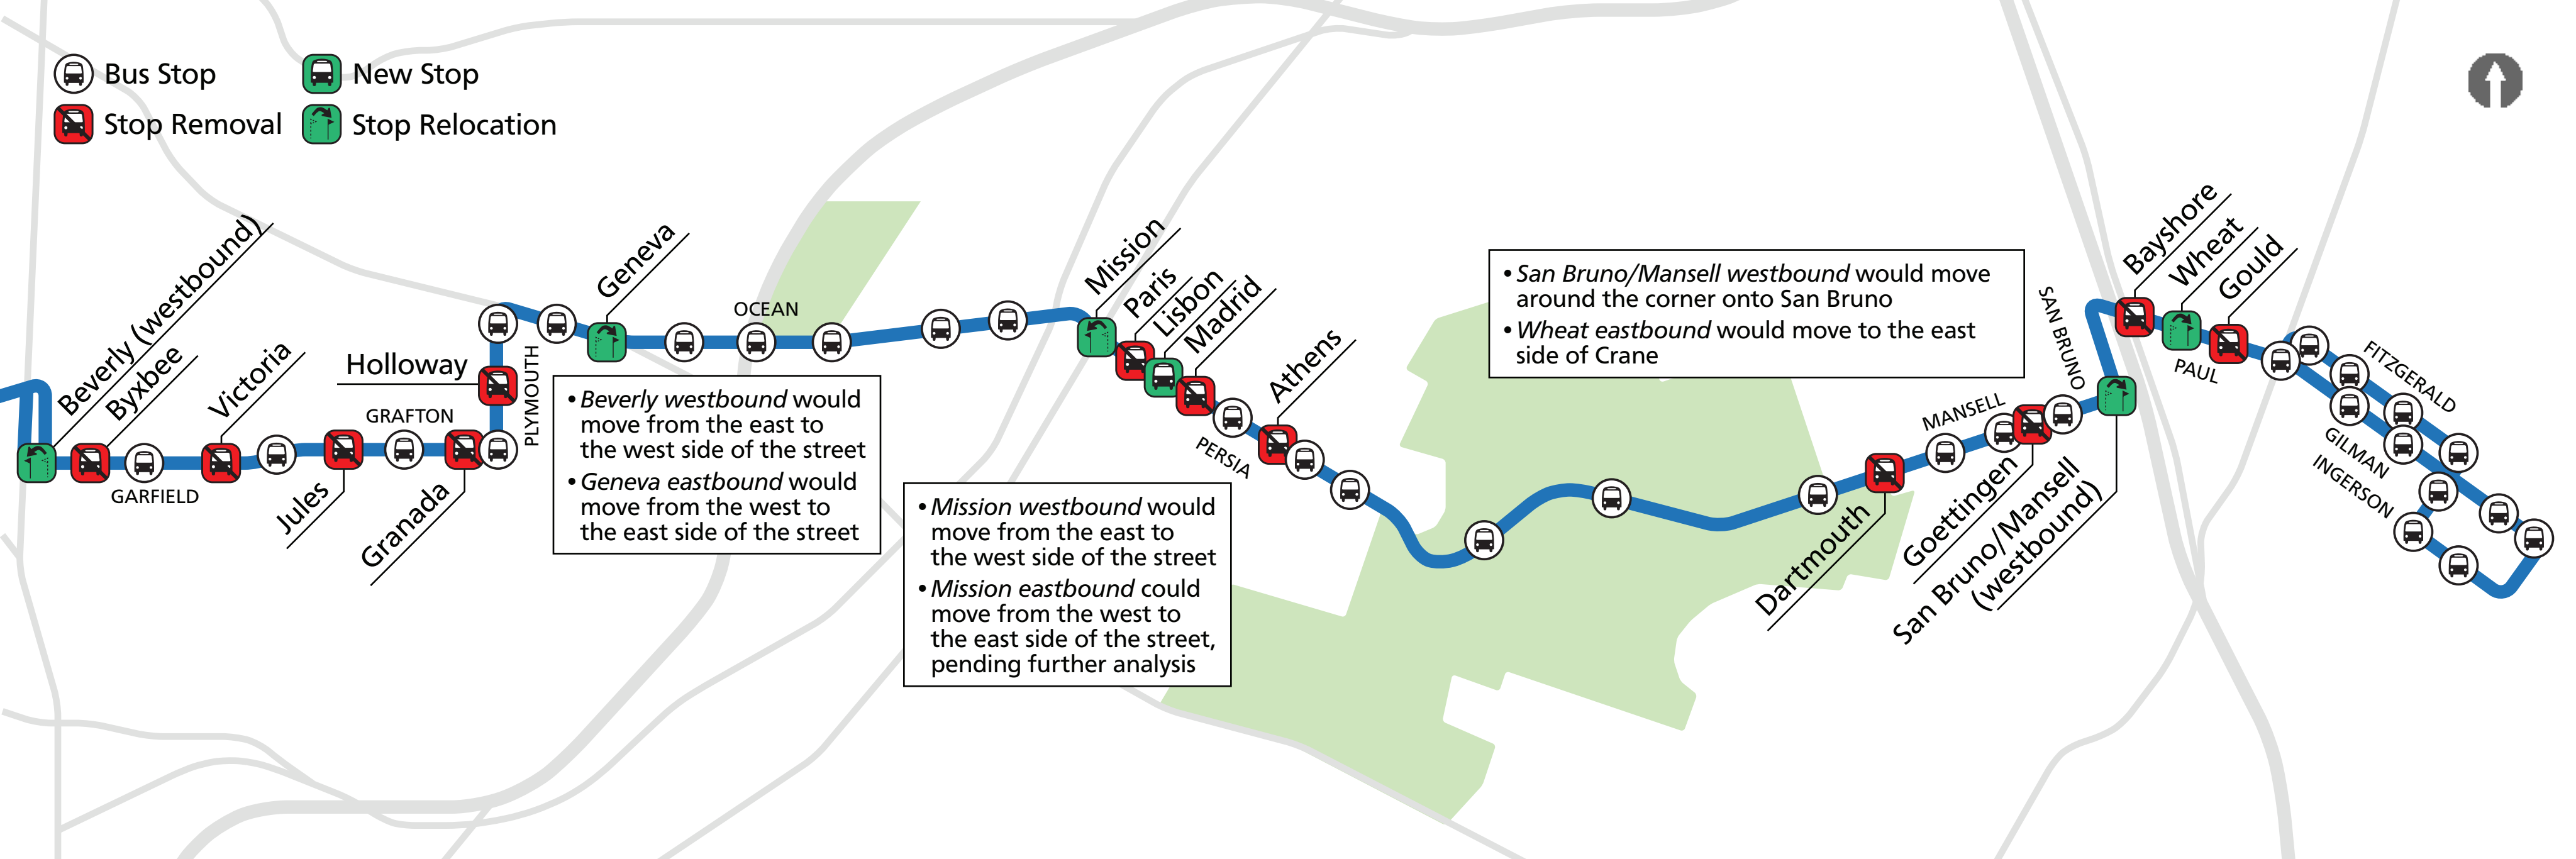 Bus Stop
New Stop
Stop Removal
Stop Relocation
Beverly (westbound)
Byxbee
Victoria
Holloway
Geneva
Mission
Paris
Lisbon
Madrid
Athens
Bayshore
Wheat
Gould
OCEAN
PLYMOUTH
GRAFTON
GARFIELD
Jules
Granada
PERSIA
MANSELL
SAN BRUNO
PAUL
FITZGERALD
GILMAN
INGERSON
Dartmouth
Goettingen
San Bruno/Mansell
(westbound)
• Beverly westbound would
move from the east to
the west side of the street
• Geneva eastbound would
move from the west to
the east side of the street
• Mission westbound would
move from the east to
the west side of the street
• Mission eastbound could
move from the west to
the east side of the street,
pending further analysis
• San Bruno/Mansell westbound would move
around the corner onto San Bruno
• Wheat eastbound would move to the east
side of Crane